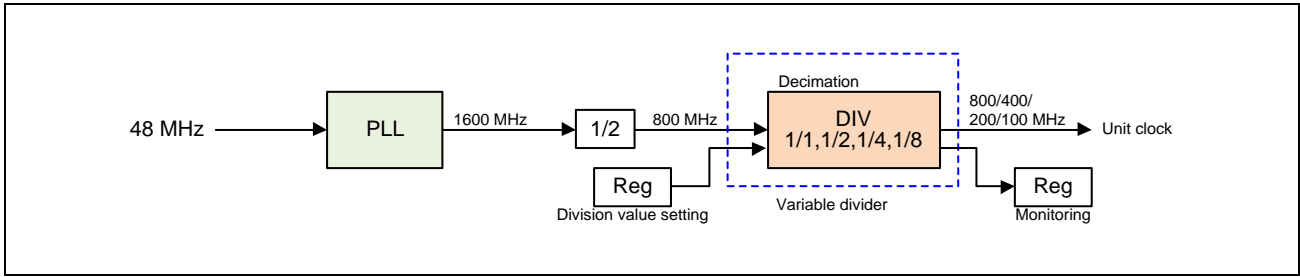 48 MHz
PLL
1600 MHz
1/2
800 MHz
Decimation
DIV
1/1,1/2,1/4,1/8
800/400/
200/100 MHz
Unit clock
Reg
Division value setting
Variable divider
Reg
Monitoring